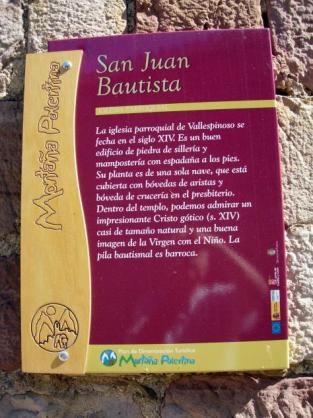 San Juan
Bautista
Montaña Palentina
La iglesia parroquial de Vallespinoso se
fecha en el siglo XIV. Es un buen
edificio de piedra de sillería y
mampostería con espadaña a los pies.
Su planta es de una sola nave, que está
cubierta con bóvedas de aristas y
bóveda de crucería en el presbiterio.
Dentro del templo, podemos admirar un
impresionante Cristo gótico (s. XIV)
casi de tamaño natural y una buena
imagen de la Virgen con el Niño. La
pila bautismal es barroca.
Plan de Dinamización Turística
Montaña Palentina